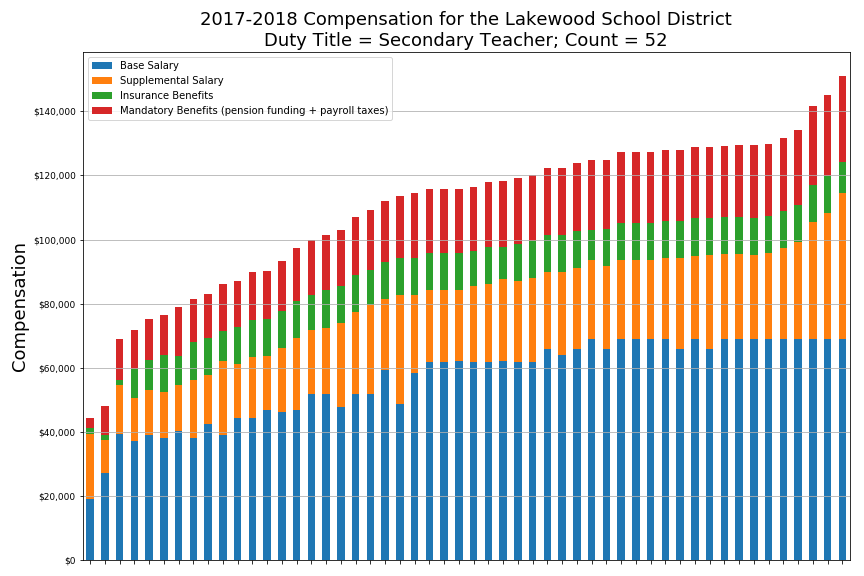 2017-2018 Compensation for the Lakewood School District
Duty Title = Secondary Teacher; Count = 52
Base Salary
Supplemental Salary
Insurance Benefits
Mandatory Benefits (pension funding + payroll taxes)
Compensation
$140,000
$120,000
$100,000
$80,000
$60,000
$40,000
$20,000
$0